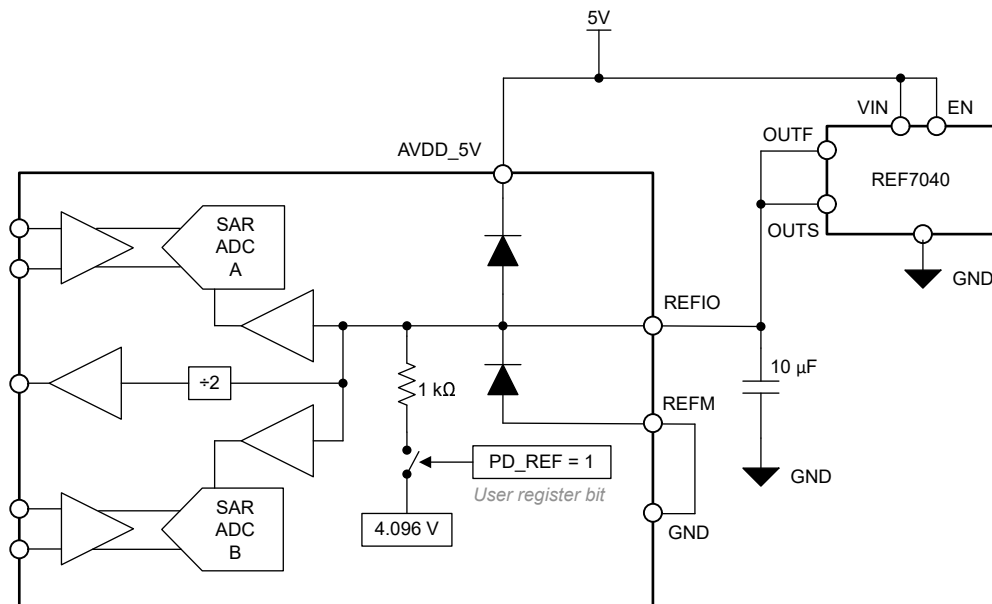 5V
VIN
EN
OUTF
AVDD_5V
REF7040
SAR
ADC
A
OUTS
GND
REFIO
÷2
1 kΩ
10 µF
REFM
PD_REF = 1
GND
User register bit
SAR
ADC
B
4.096 V
GND